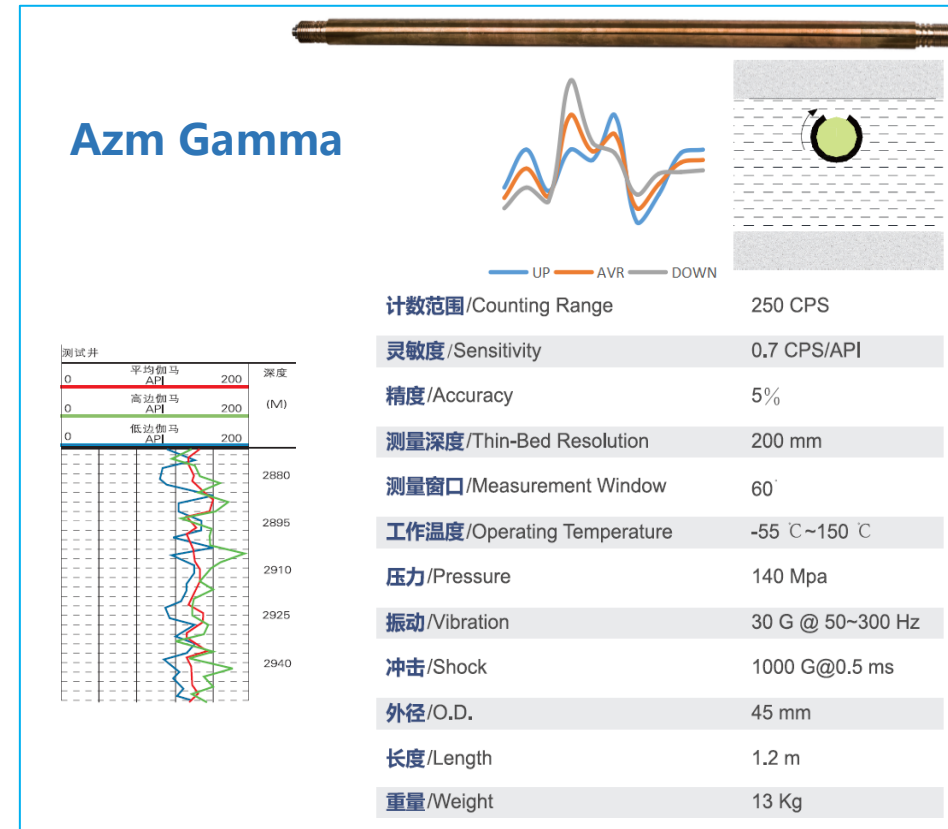 Azm Gamma
UP AVR DOWN
计数范围/Counting Range 250 CPS
灵敏度/Sensitivity 0.7 CPS/API
精度/Accuracy 5%
测量深度/Thin-Bed Resolution 200 mm
测量窗口/Measurement Window 60°
工作温度/Operating Temperature -55 ℃~150 ℃
压力/Pressure 140 Mpa
振动/Vibration 30 G @ 50~300 Hz
冲击/Shock 1000 G@0.5 ms
外径/O.D. 45 mm
长度/Length 1.2 m
重量/Weight 13 Kg
测试井
平均伽马 深度
0 API 200
高边伽马 (M)
0 API 200
低边伽马
0 API 200
2880
2895
2910
2925
2940